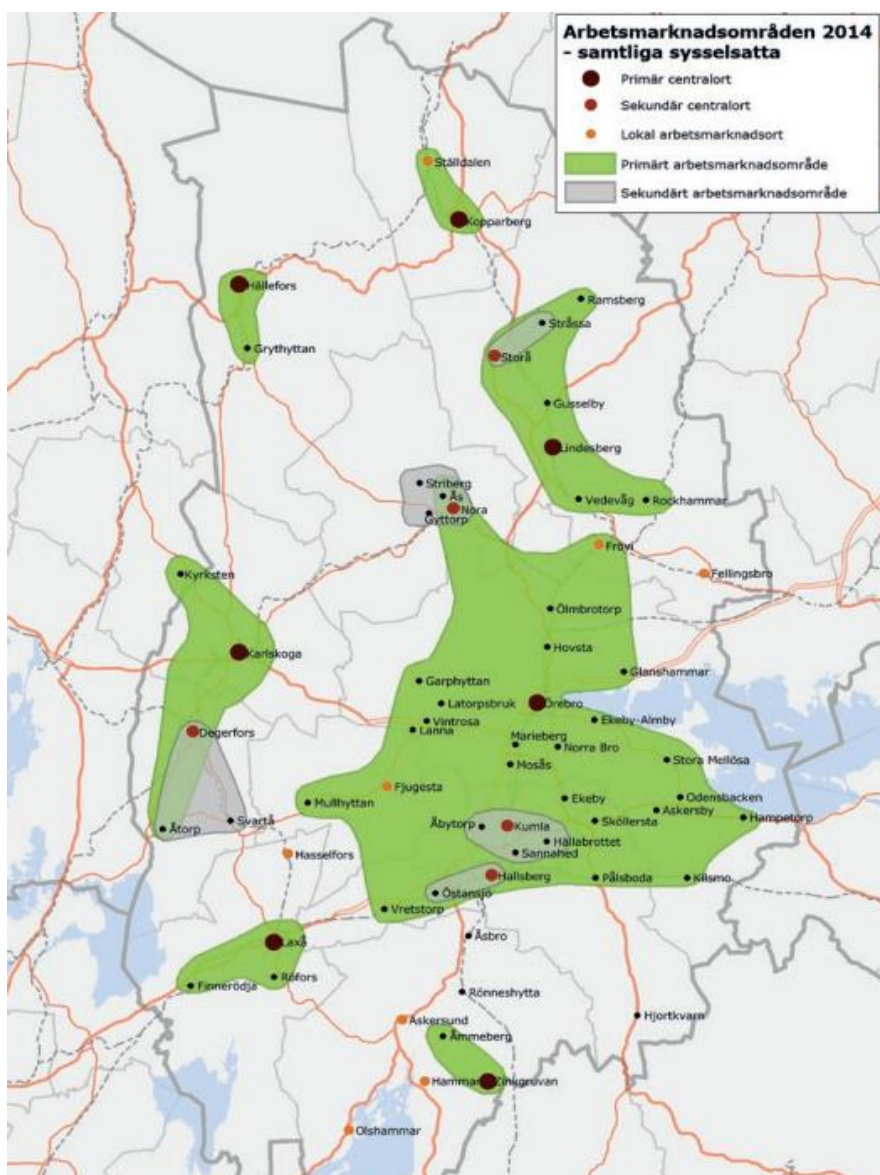 Arbetsmarknadsområden 2014
- samtliga sysselsatta
Primär centralort
Sekundär centralort
Lokal arbetsmarknadsort
Primärt arbetsmarknadsområde
Sekundärt arbetsmarknadsområde
Ställdalen
Kopparberg
Hällefors
Grythyttan
Ramsberg
Stråssa
Storå
Gusselby
Lindesberg
Striberg
Ås
Nora
Gyttorp
Vedevåg
Rockhammar
Frövi
Fellingsbro
Kyrksten
Ölmbrotorp
Hovsta
Karlskoga
Glanshammar
Garphyttan
Latorpsbruk
Örebro
Vintrosa
Lanna
Ekeby-Almby
Degerfors
Marieberg
Norra Bro
Mosås
Stora Mellösa
Fjugesta
Mullhyttan
Ekeby
Odensbacken
Askersby
Hampetorp
Åtorp
Svartå
Åbytorp
Kumla
Sköllersta
Hällabrottet
Sannahed
Hasselfors
Hallsberg
Pålsboda
Kilsmo
Östansjö
Vretstorp
Laxå
Åsbro
Finnerödja
Röfors
Rönneshytta
Askersund
Hjortkvarn
Åmmeberg
Hammar
Zinkgruvan
Olshammar